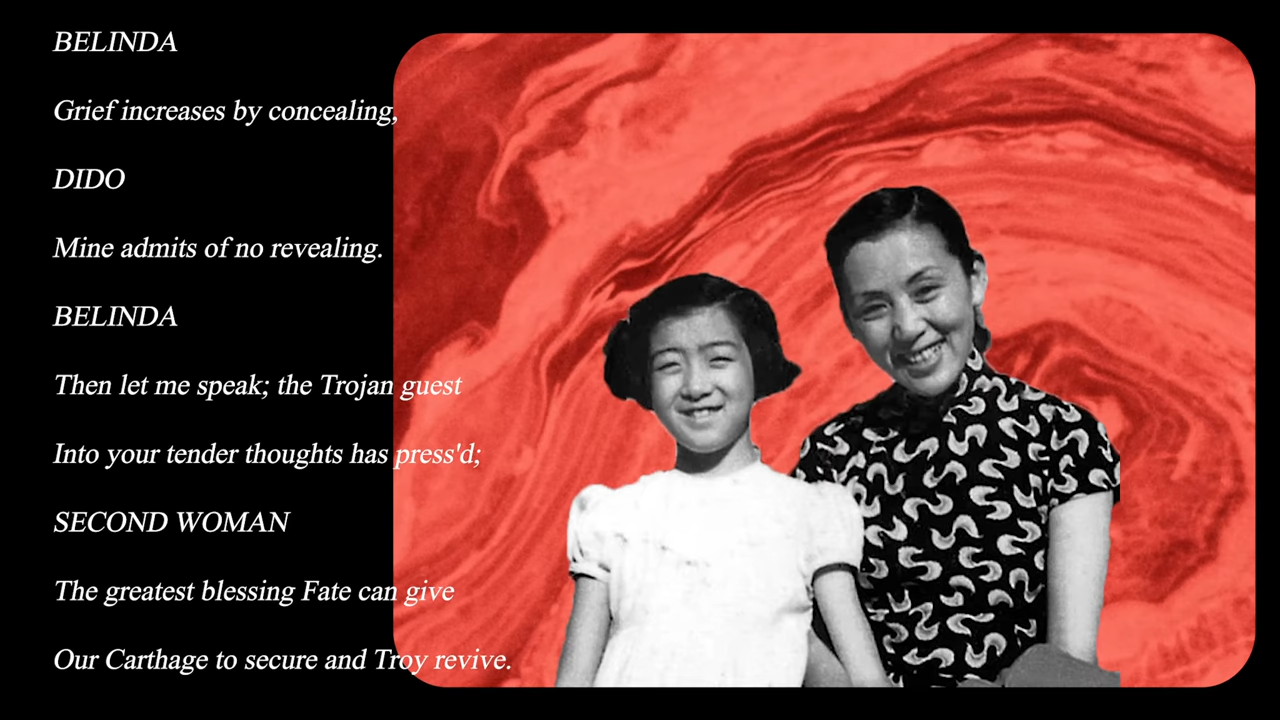 BELINDA
Grief increases by concealing,
DIDO
Mine admits of no revealing.
BELINDA
Then let me speak; the Trojan guest
Into your tender thoughts has press'd;
SECOND WOMAN
The greatest blessing Fate can give
Our Carthage to secure and Troy revive.